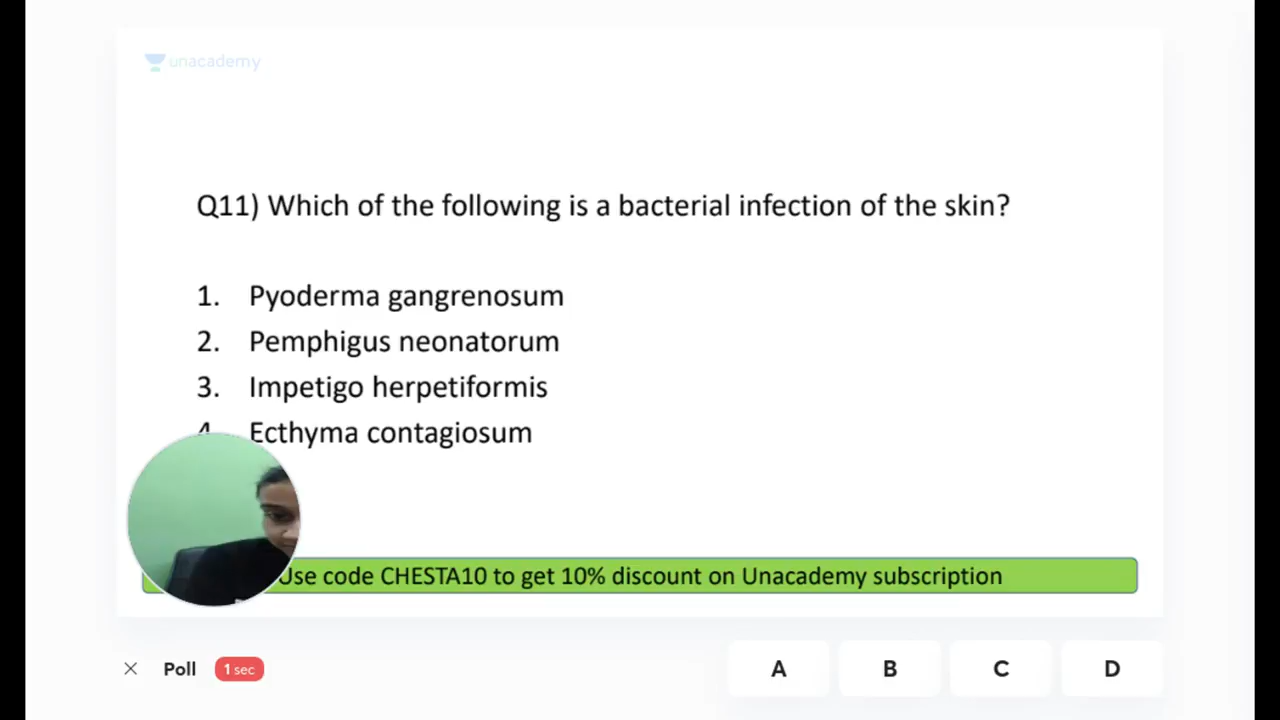 unacademy
Q11) Which of the following is a bacterial infection of the skin?
1. Pyoderma gangrenosum
2. Pemphigus neonatorum
3. Impetigo herpetiformis
4. Ecthyma contagiosum
Use code CHESTA10 to get 10% discount on Unacademy subscription
Poll 1 sec A B C D